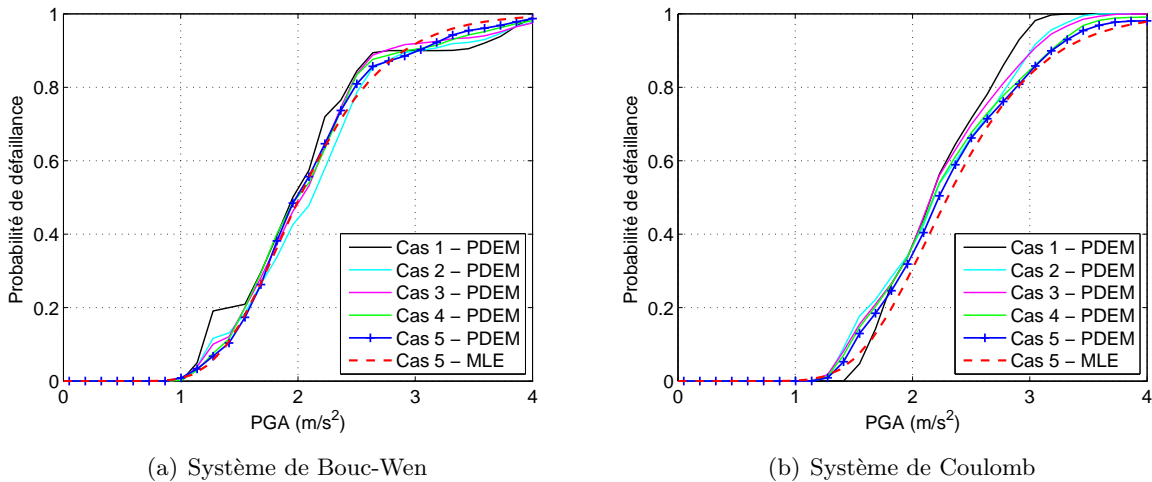 1
0.8
0.6
0.4
0.2
0
0 1 2 3 4
Probabilité de défaillance
PGA (m/s²)
Cas 1 – PDEM
Cas 2 – PDEM
Cas 3 – PDEM
Cas 4 – PDEM
Cas 5 – PDEM
Cas 5 – MLE
(a) Système de Bouc-Wen
1
0.8
0.6
0.4
0.2
0
0 1 2 3 4
Probabilité de défaillance
PGA (m/s²)
Cas 1 – PDEM
Cas 2 – PDEM
Cas 3 – PDEM
Cas 4 – PDEM
Cas 5 – PDEM
Cas 5 – MLE
(b) Système de Coulomb